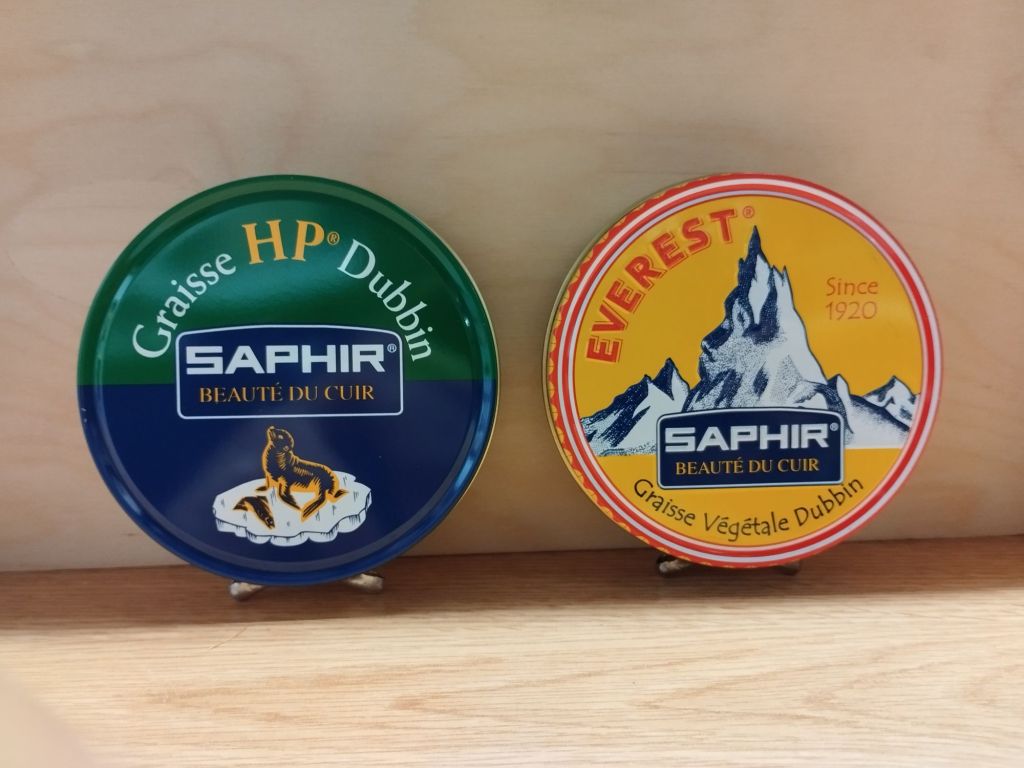 Graisse HP® Dubbin
SAPHIR®
BEAUTÉ DU CUIR
EVEREST®
Since
1920
SAPHIR®
BEAUTÉ DU CUIR
Graisse Végétale Dubbin